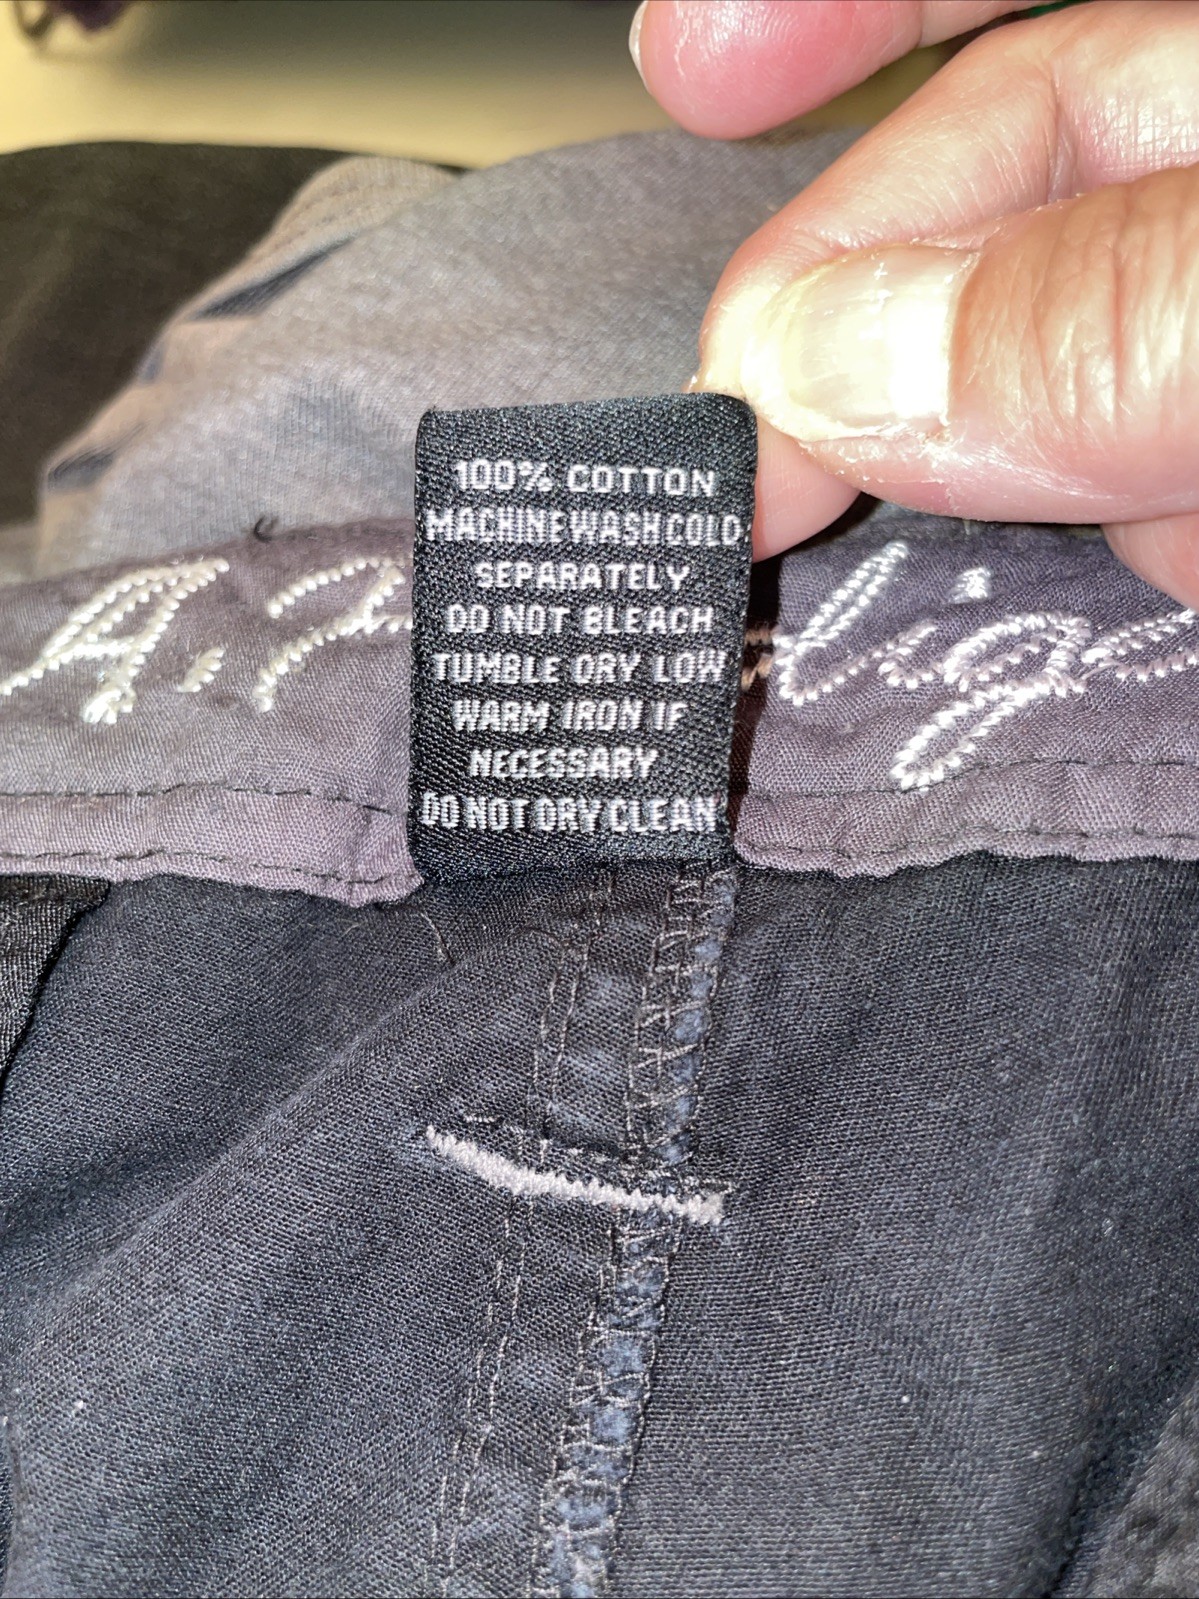 100% COTTON
MACHINE WASH COLD
SEPARATELY
DO NOT BLEACH
TUMBLE DRY LOW
WARM IRON IF
NECESSARY
DO NOT DRY CLEAN